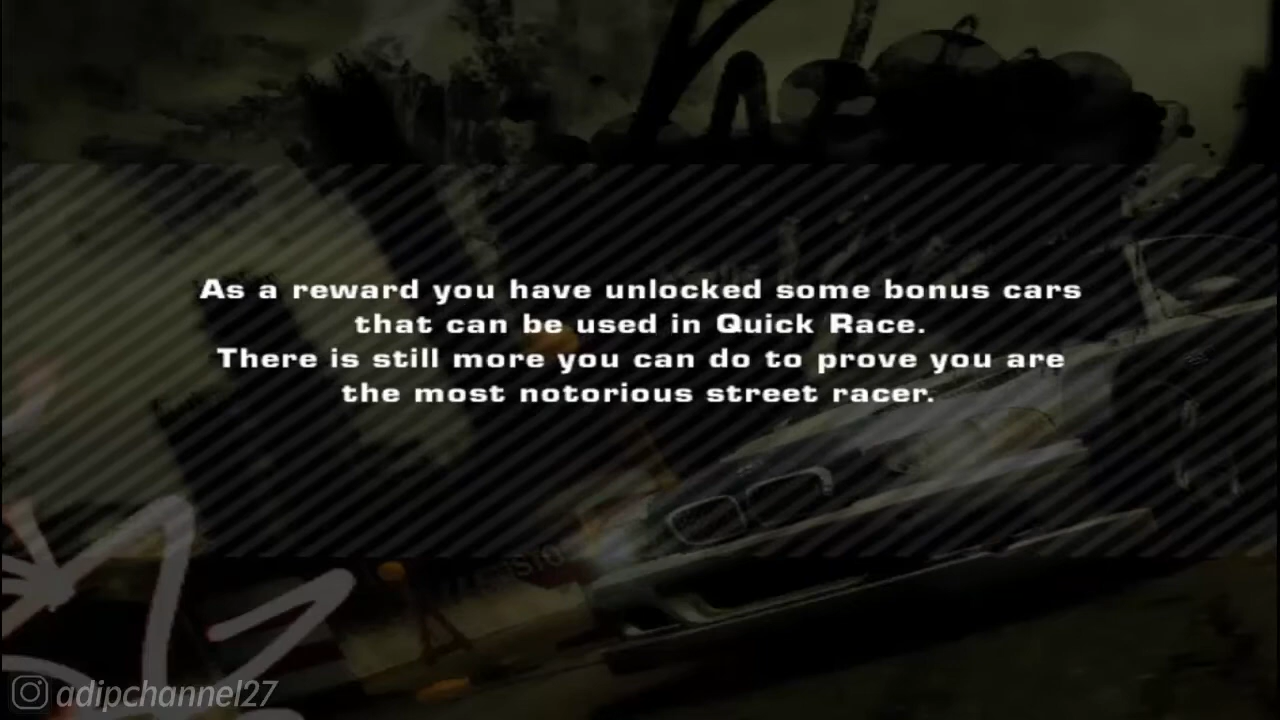 As a reward you have unlocked some bonus cars
that can be used in Quick Race.
There is still more you can do to prove you are
the most notorious street racer.
adipchannel27